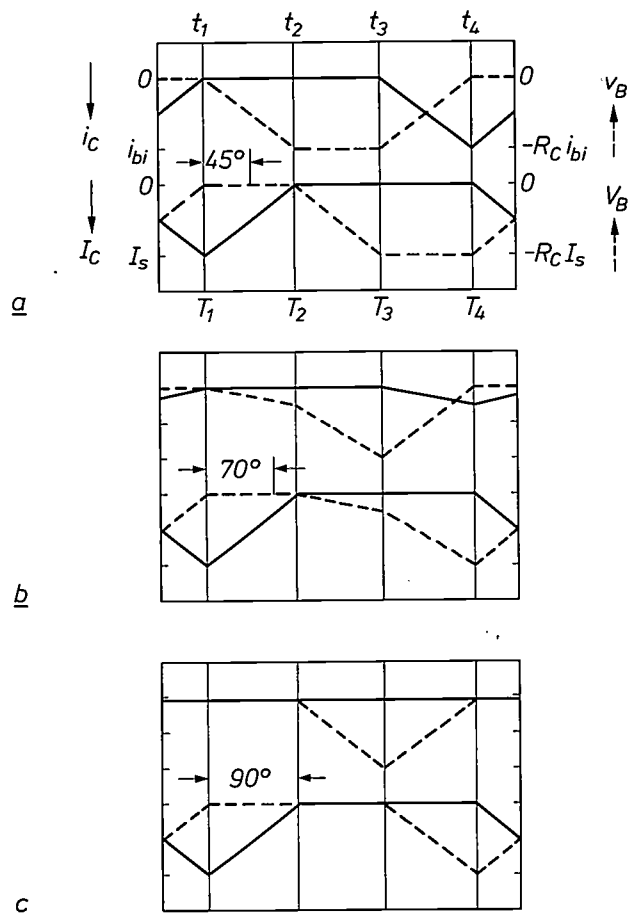 t1 t2 t3 t4
0 0
iC vB
ibi 45° -RC ibi
0 0
IC VB
Is -RC Is
a T1 T2 T3 T4
70°
b
90°
c